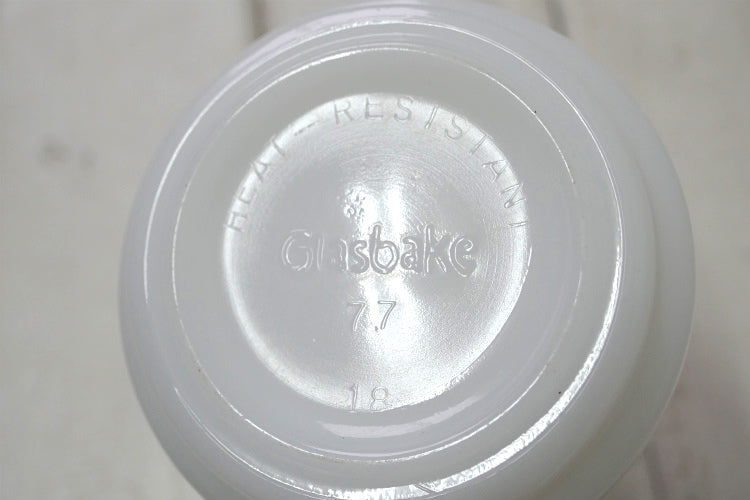 HEAT-RESISTANT
Glasbake
77
18